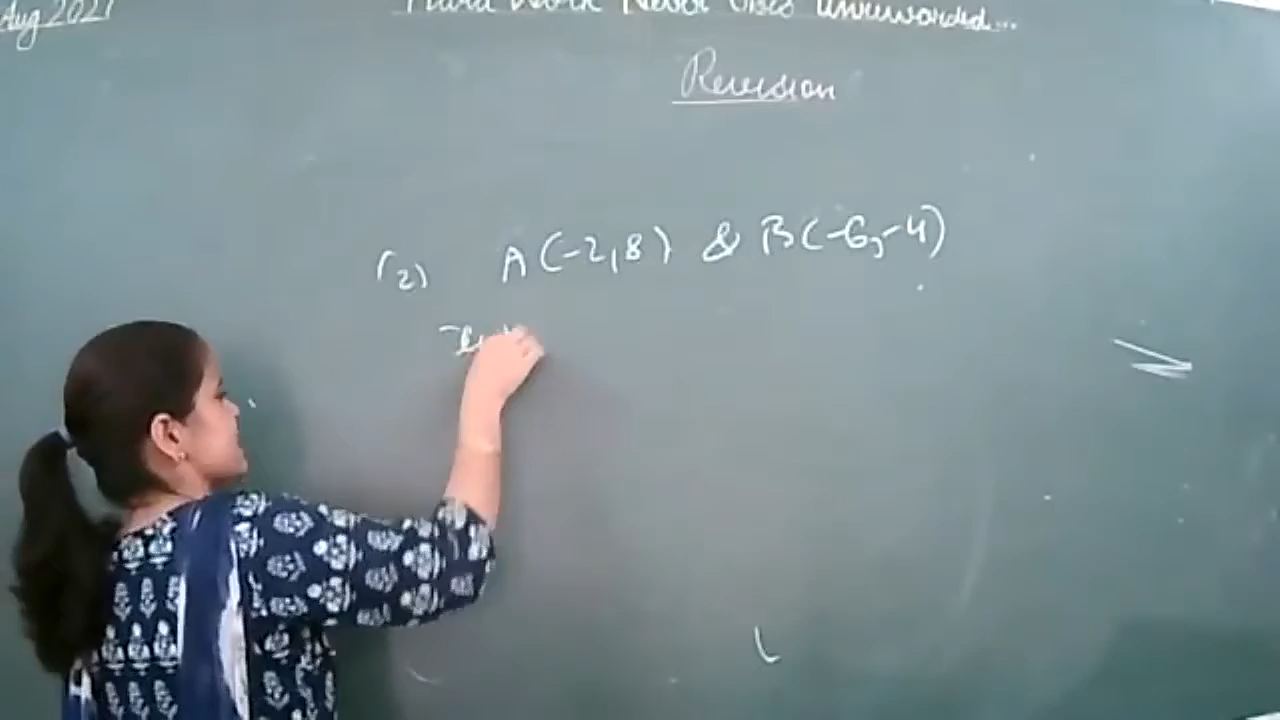 Aug 2021
Hard Work Never Goes Unrewarded...
Revision
(2) A(-2,8) & B(-6,-4)